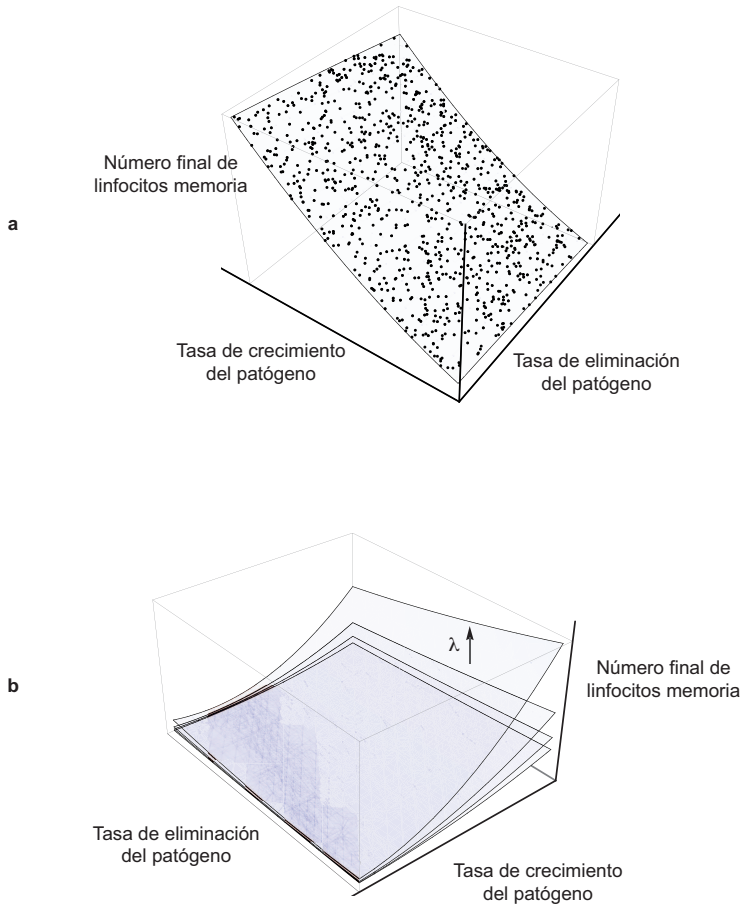 Número final de
linfocitos memoria
a
Tasa de crecimiento
del patógeno
Tasa de eliminación
del patógeno
λ
Número final de
linfocitos memoria
b
Tasa de eliminación
del patógeno
Tasa de crecimiento
del patógeno